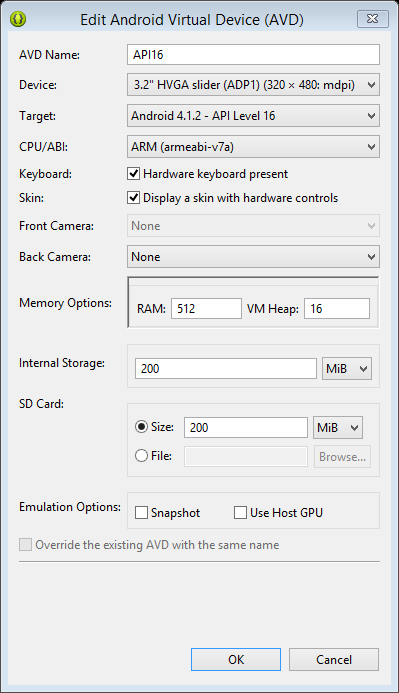 Edit Android Virtual Device (AVD)
AVD Name: API16
Device: 3.2" HVGA slider (ADP1) (320 × 480: mdpi)
Target: Android 4.1.2 - API Level 16
CPU/ABI: ARM (armeabi-v7a)
Keyboard: Hardware keyboard present
Skin: Display a skin with hardware controls
Front Camera: None
Back Camera: None
Memory Options: RAM: 512 VM Heap: 16
Internal Storage: 200 MiB
SD Card:
Size: 200 MiB
File: Browse...
Emulation Options: Snapshot Use Host GPU
Override the existing AVD with the same name
OK Cancel